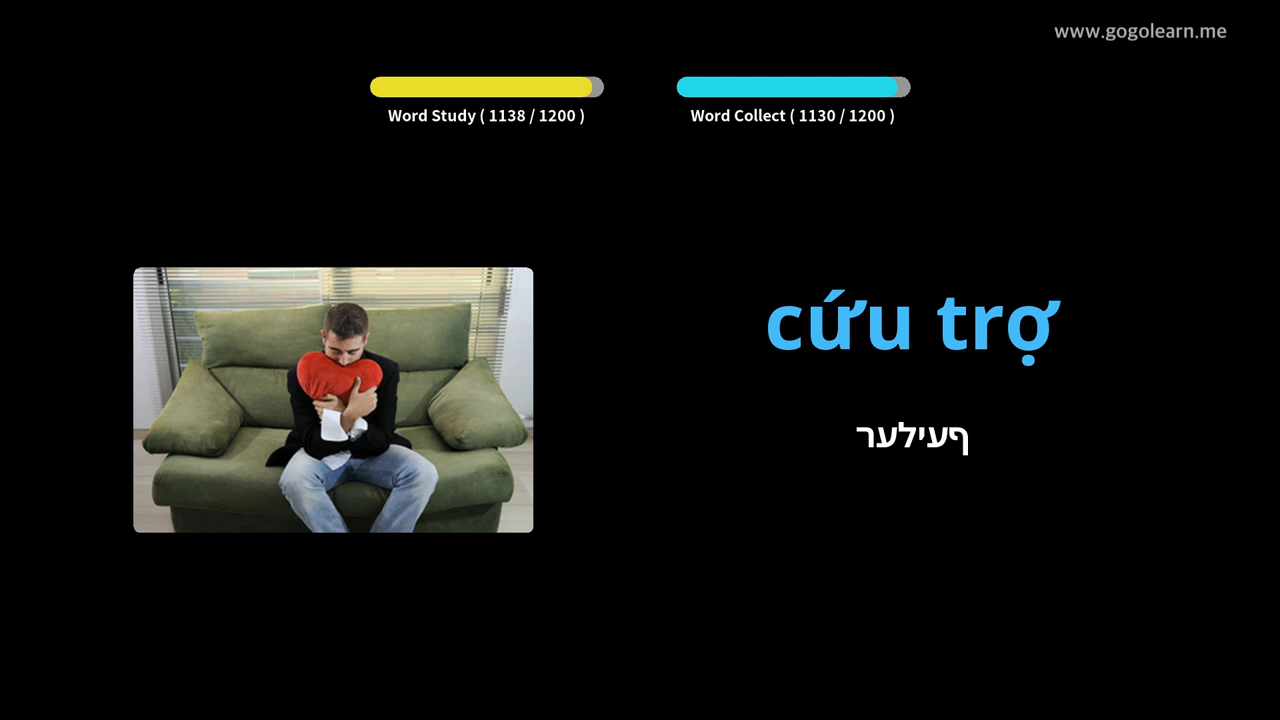 www.gogolearn.me
Word Study ( 1138 / 1200 )
Word Collect ( 1130 / 1200 )
cứu trợ
ףעילער